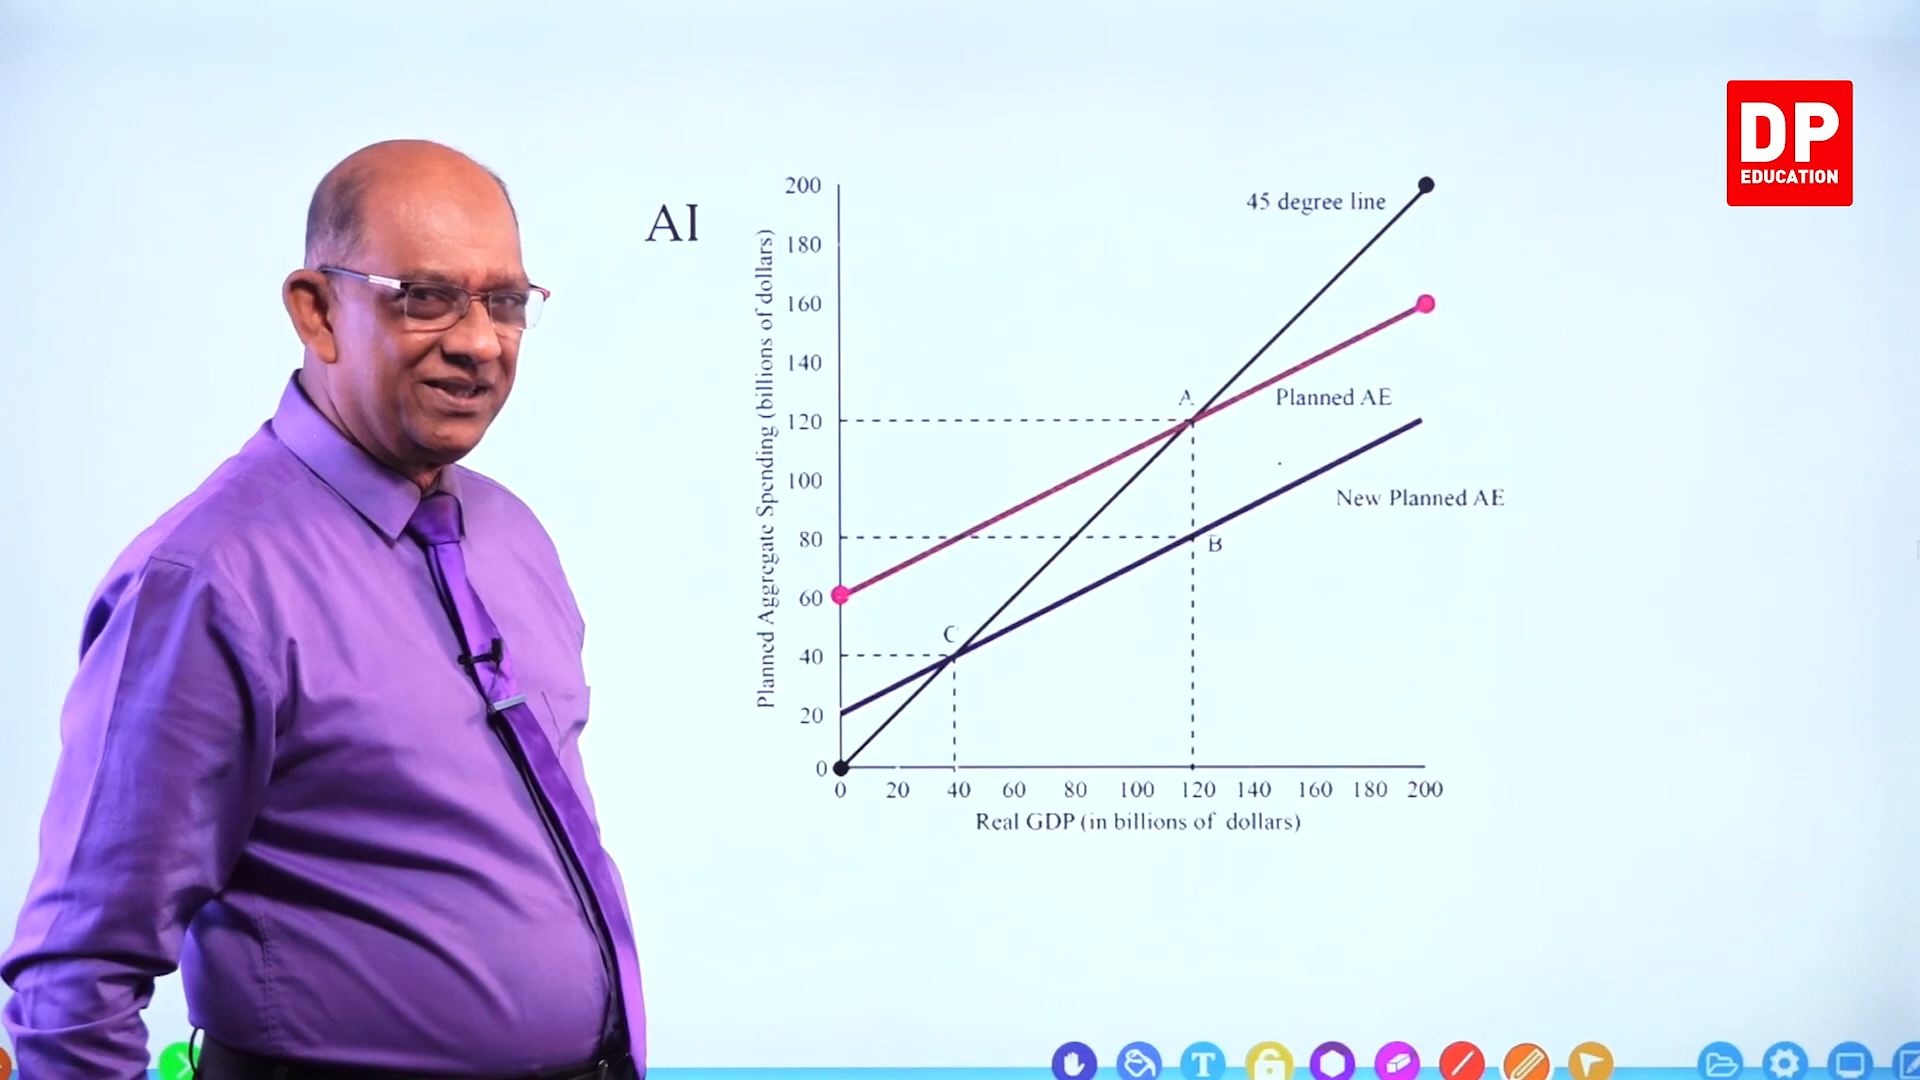 DP
EDUCATION
AE
Planned Aggregate Spending (billions of dollars)
200
180
160
140
120
100
80
60
40
20
0
45 degree line
A
Planned AE
New Planned AE
B
C
0 20 40 60 80 100 120 140 160 180 200
Real GDP (in billions of dollars)
T